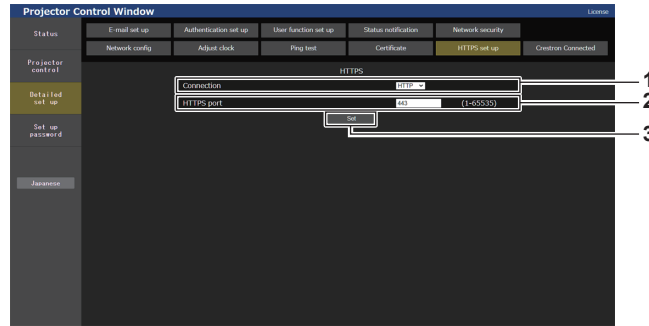 Projector Control Window License
Status E-mail set up Authentication set up User function set up Status notification Network security
Network config Adjust clock Ping test Certificate HTTPS set up Crestron Connected
Projector
control
HTTPS
Connection HTTP 1
Detailed
set up
HTTPS port 443 (1-65535) 2
Set 3
Set up
password
Japanese